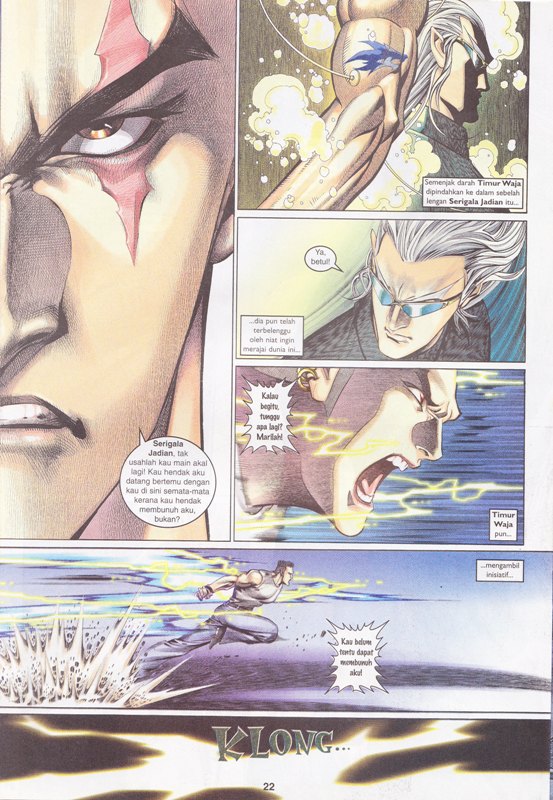 Serigala
Jadian, tak
usahlah kau main akal
lagi! Kau hendak aku
datang bertemu dengan
kau di sini semata-mata
kerana kau hendak
membunuh aku,
bukan?
Semenjak darah Timur Waja
dipindahkan ke dalam sebelah
lengan Serigala Jadian itu...
Ya,
betul!
...dia pun telah
terbelenggu
oleh niat ingin
merajai dunia ini...
Kalau
begitu,
tunggu
apa lagi?
Marilah!
Timur
Waja
pun...
...mengambil
inisiatif...
Kau belum
tentu dapat
membunuh
aku!
KLONG...
22